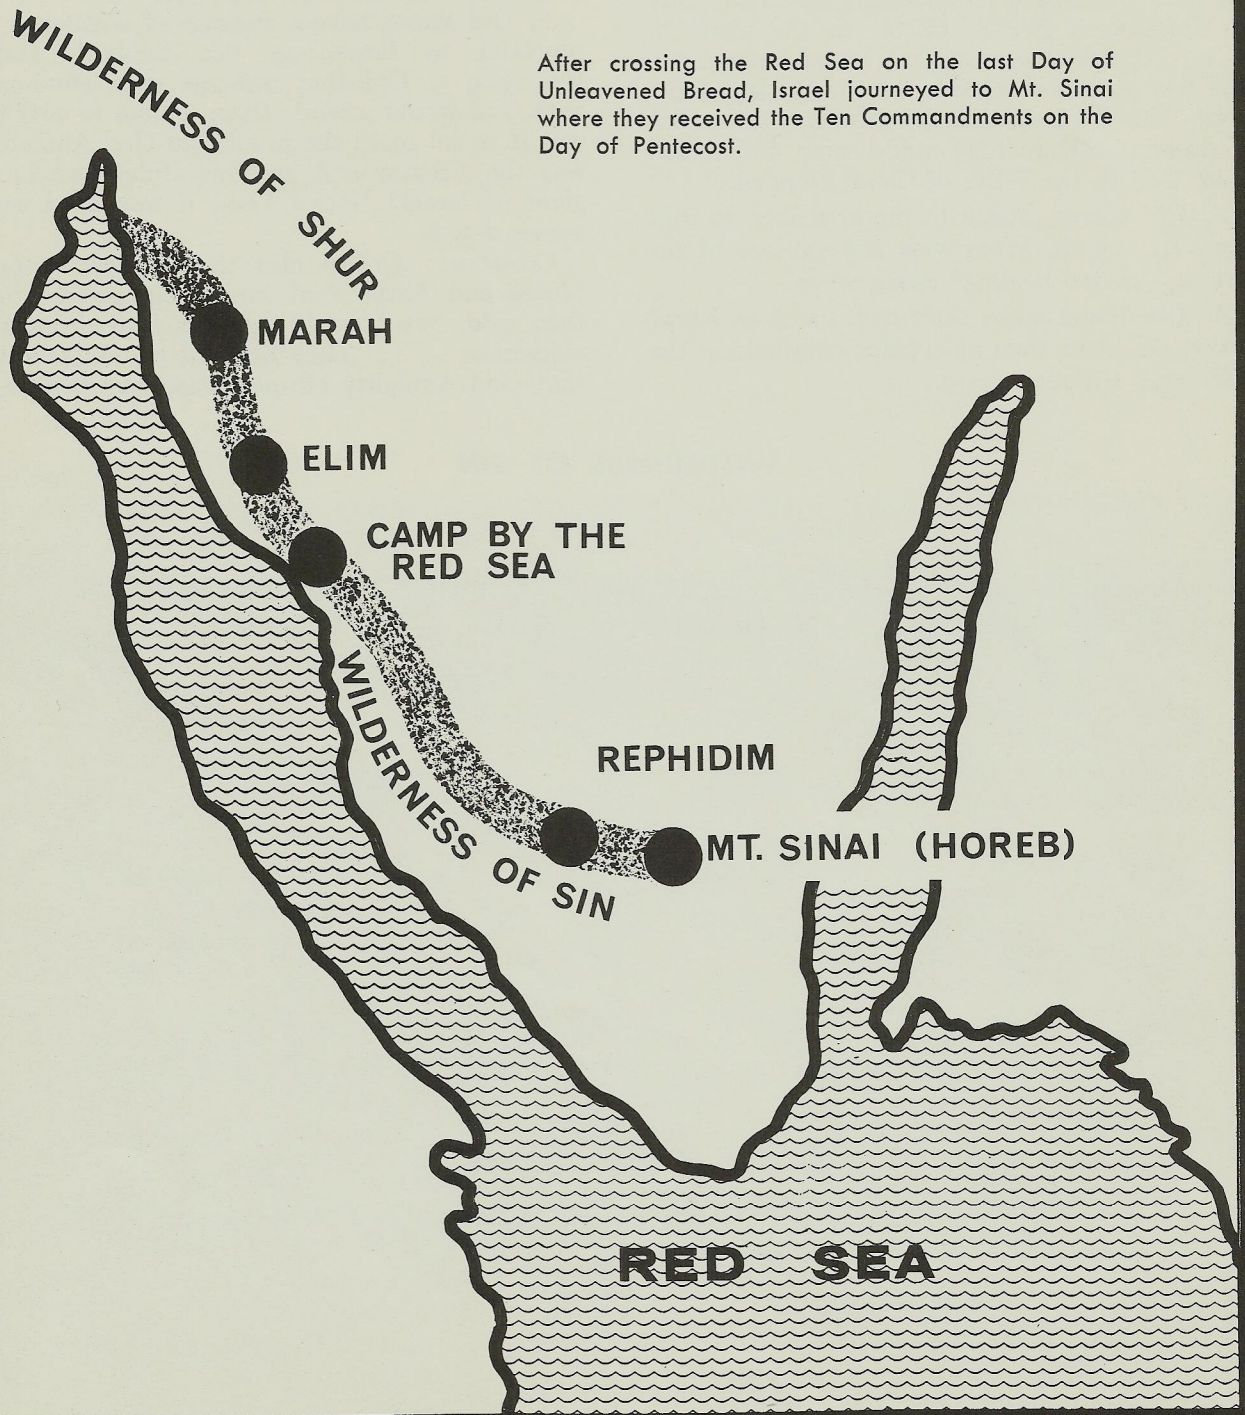 WILDERNESS OF SHUR
After crossing the Red Sea on the last Day of
Unleavened Bread, Israel journeyed to Mt. Sinai
where they received the Ten Commandments on the
Day of Pentecost.
MARAH
ELIM
CAMP BY THE
RED SEA
WILDERNESS OF SIN
REPHIDIM
MT. SINAI (HOREB)
RED SEA